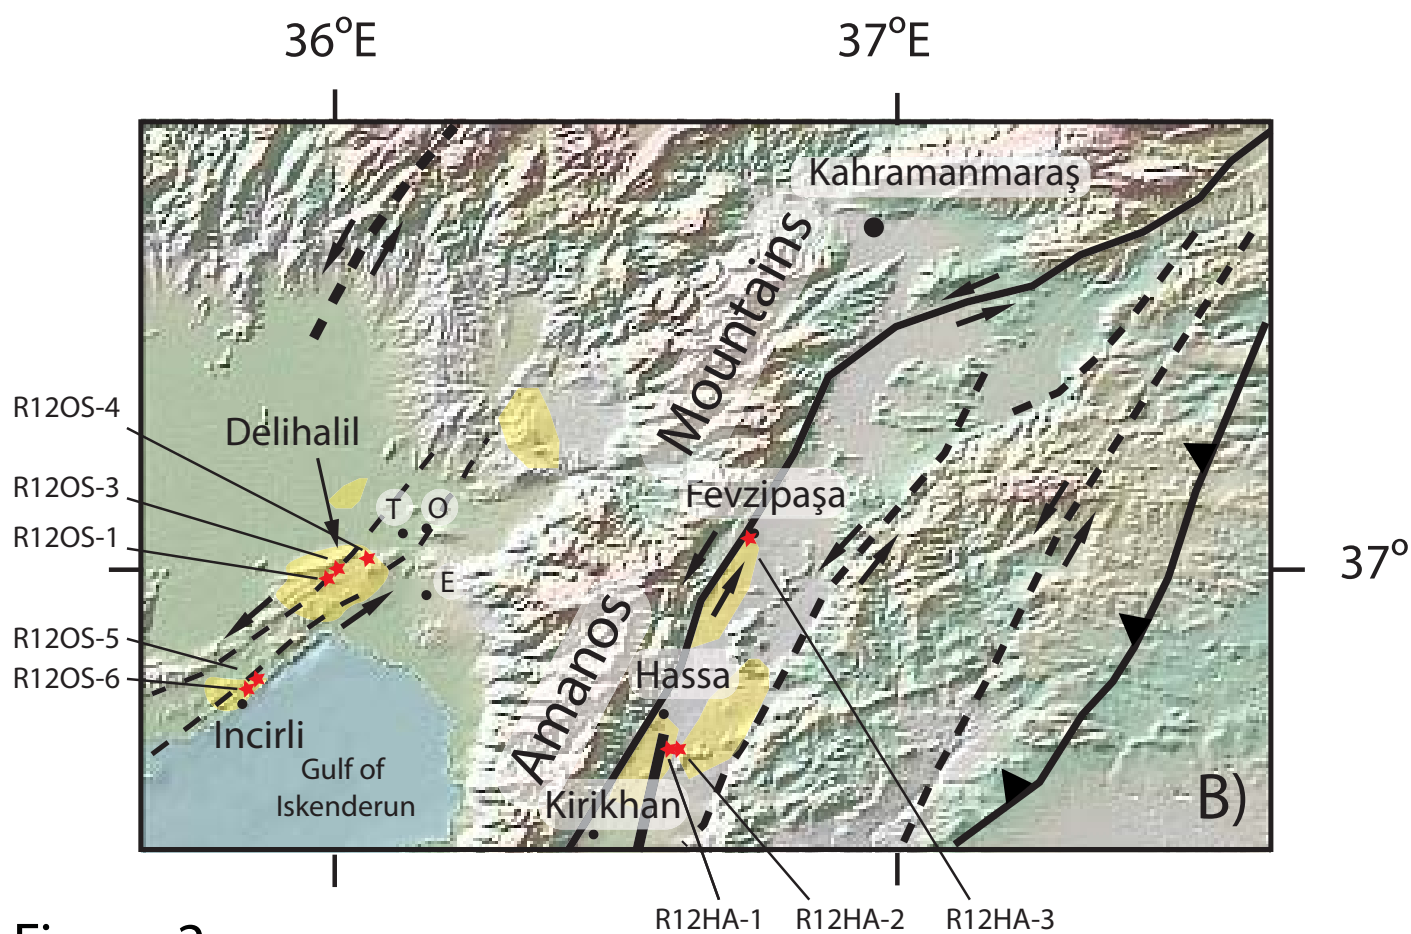 36°E
37°E
Kahramanmaraş
Mountains
R12OS-4
Delihalil
R12OS-3
T
O
Fevzipaşa
R12OS-1
37°
E
R12OS-5
Amanos
R12OS-6
Hassa
Incirli
Gulf of
Iskenderun
Kirikhan
B)
R12HA-1
R12HA-2
R12HA-3